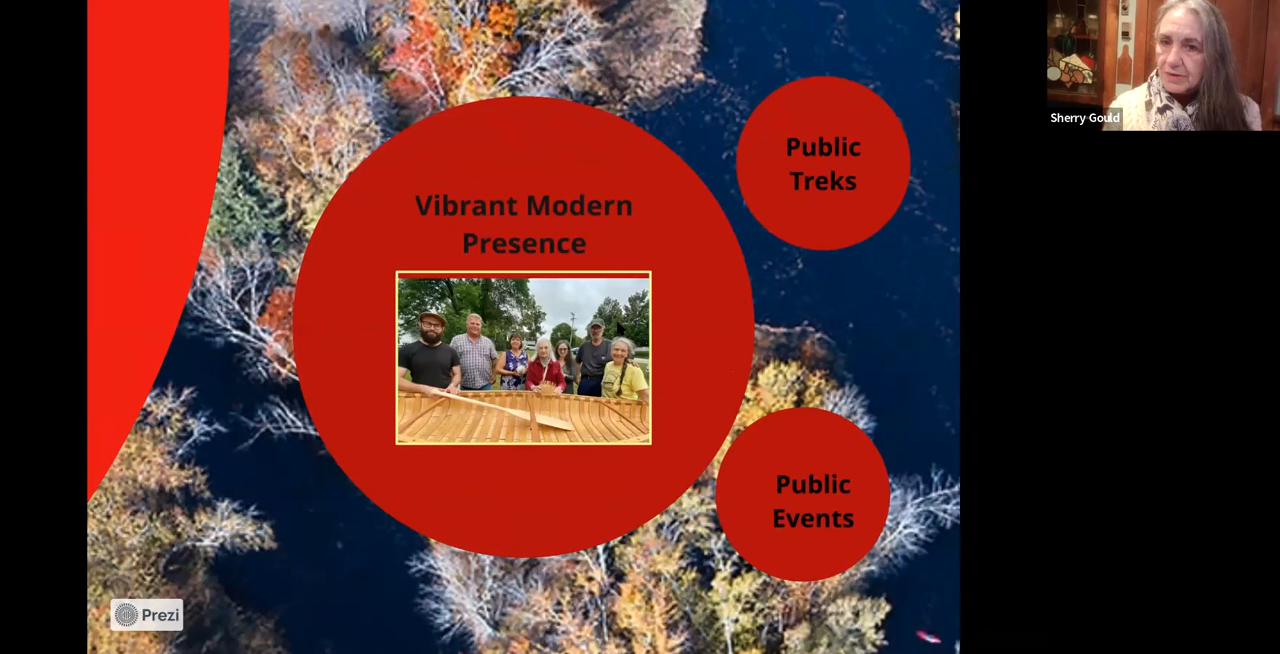 Vibrant Modern
Presence
Public
Treks
Public
Events
Prezi
Sherry Gould